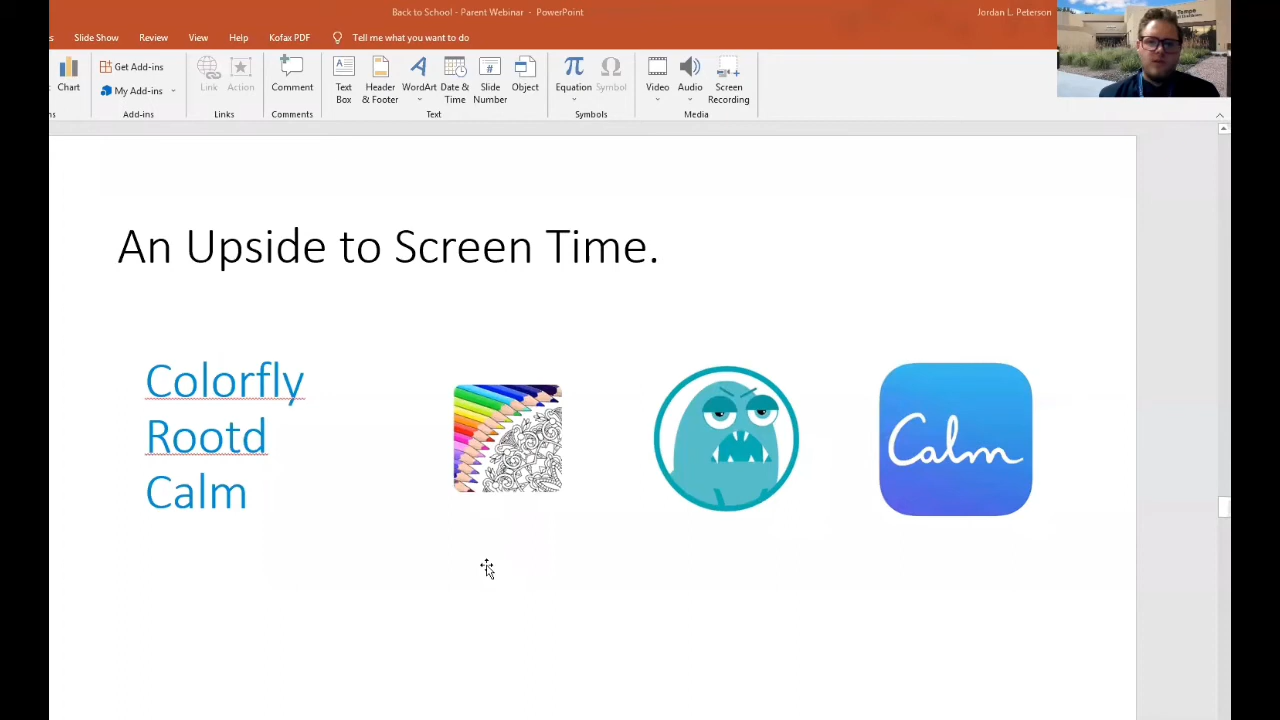 Back to School - Parent Webinar - PowerPoint
Jordan L. Peterson
s Slide Show Review View Help Kofax PDF Tell me what you want to do
Chart
Get Add-ins
My Add-ins
Link
Action
Comment
Text
Box
Header
& Footer
WordArt
Date &
Time
Slide
Number
Object
Equation
Symbol
Video
Audio
Screen
Recording
ns Add-ins Links Comments Text Symbols Media
Tempe
An Upside to Screen Time.
Colorfly
Rootd
Calm
Calm